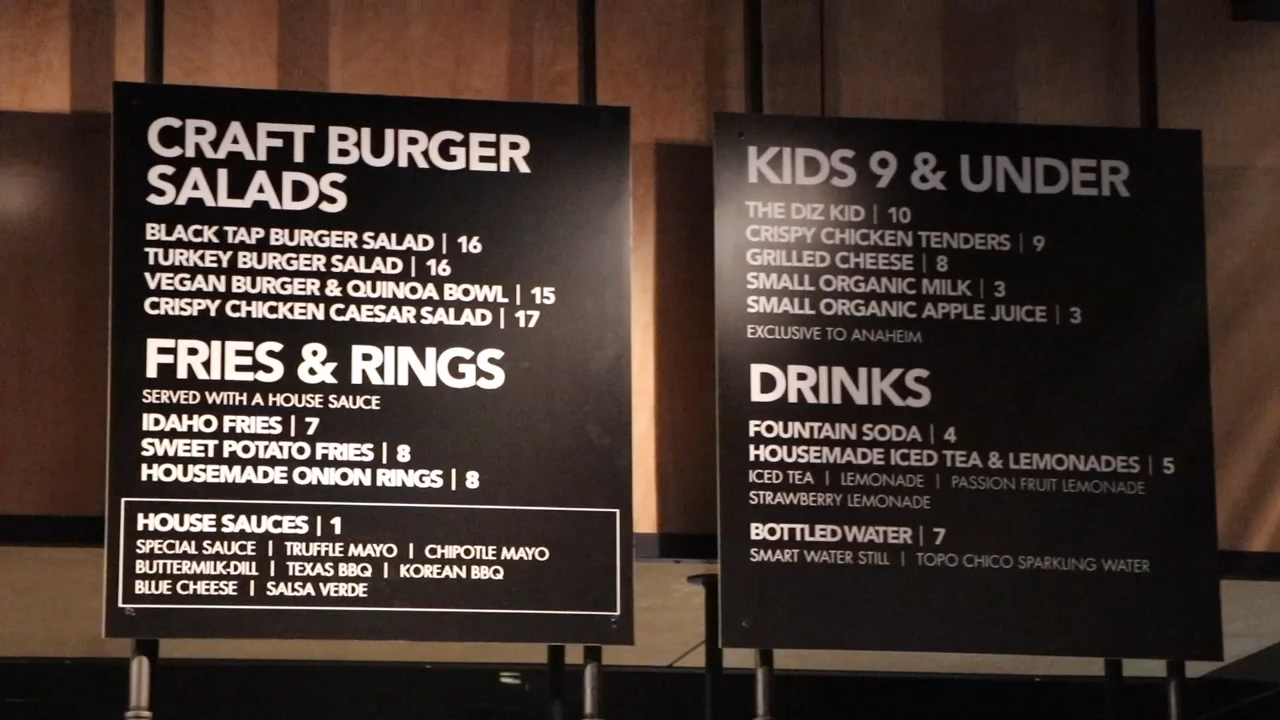 CRAFT BURGER
SALADS
BLACK TAP BURGER SALAD | 16
TURKEY BURGER SALAD | 16
VEGAN BURGER & QUINOA BOWL | 15
CRISPY CHICKEN CAESAR SALAD | 17
FRIES & RINGS
SERVED WITH A HOUSE SAUCE
IDAHO FRIES | 7
SWEET POTATO FRIES | 8
HOUSEMADE ONION RINGS | 8
HOUSE SAUCES | 1
SPECIAL SAUCE | TRUFFLE MAYO | CHIPOTLE MAYO
BUTTERMILK-DILL | TEXAS BBQ | KOREAN BBQ
BLUE CHEESE | SALSA VERDE
KIDS 9 & UNDER
THE DIZ KID | 10
CRISPY CHICKEN TENDERS | 9
GRILLED CHEESE | 8
SMALL ORGANIC MILK | 3
SMALL ORGANIC APPLE JUICE | 3
EXCLUSIVE TO ANAHEIM
DRINKS
FOUNTAIN SODA | 4
HOUSEMADE ICED TEA & LEMONADES | 5
ICED TEA | LEMONADE | PASSION FRUIT LEMONADE
STRAWBERRY LEMONADE
BOTTLED WATER | 7
SMART WATER STILL | TOPO CHICO SPARKLING WATER